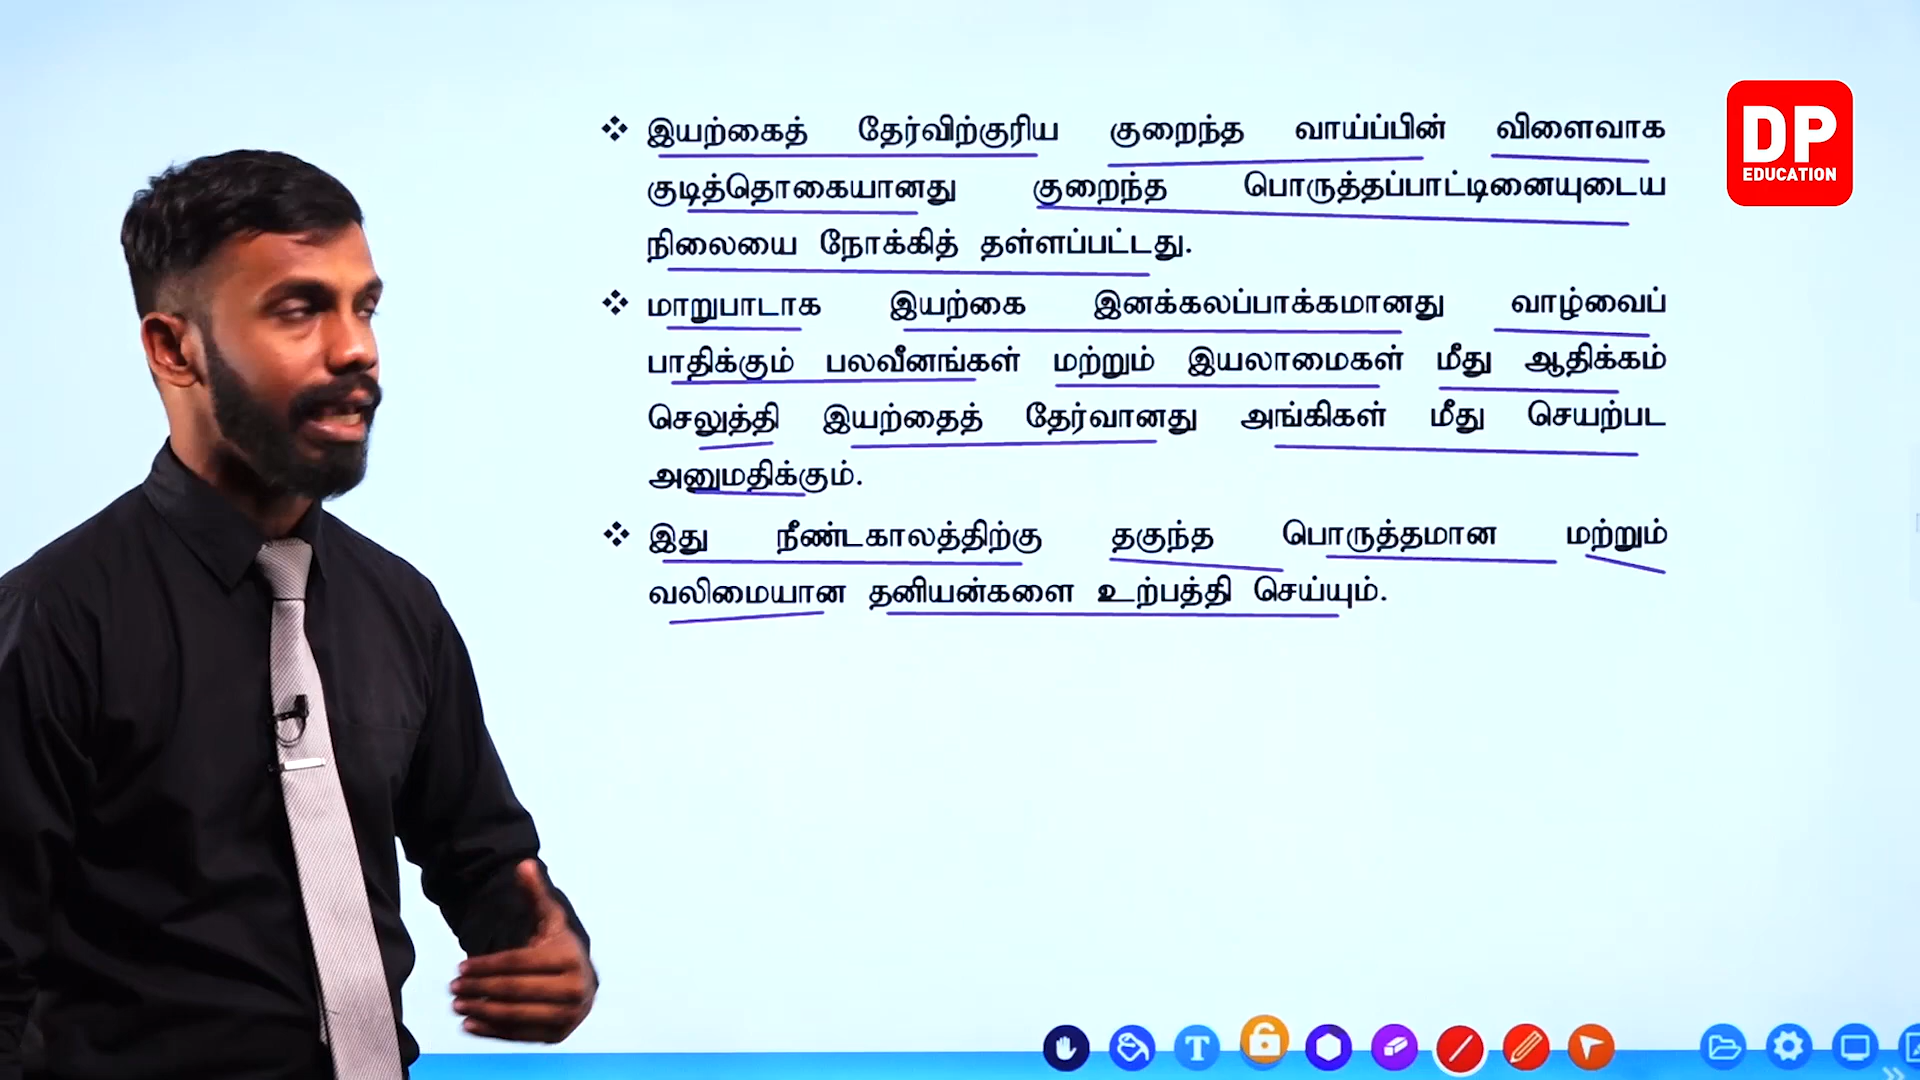 ❖ இயற்கைத் தேர்விற்குரிய குறைந்த வாய்ப்பின் விளைவாக
குடித்தொகையானது குறைந்த பொருத்தப்பாட்டினையுடைய
நிலையை நோக்கித் தள்ளப்பட்டது.
❖ மாறுபாடாக இயற்கை இனக்கலப்பாக்கமானது வாழ்வைப்
பாதிக்கும் பலவீனங்கள் மற்றும் இயலாமைகள் மீது ஆதிக்கம்
செலுத்தி இயற்தைத் தேர்வானது அங்கிகள் மீது செயற்பட
அனுமதிக்கும்.
❖ இது நீண்டகாலத்திற்கு தகுந்த பொருத்தமான மற்றும்
வலிமையான தனியன்களை உற்பத்தி செய்யும்.
DP
EDUCATION
T